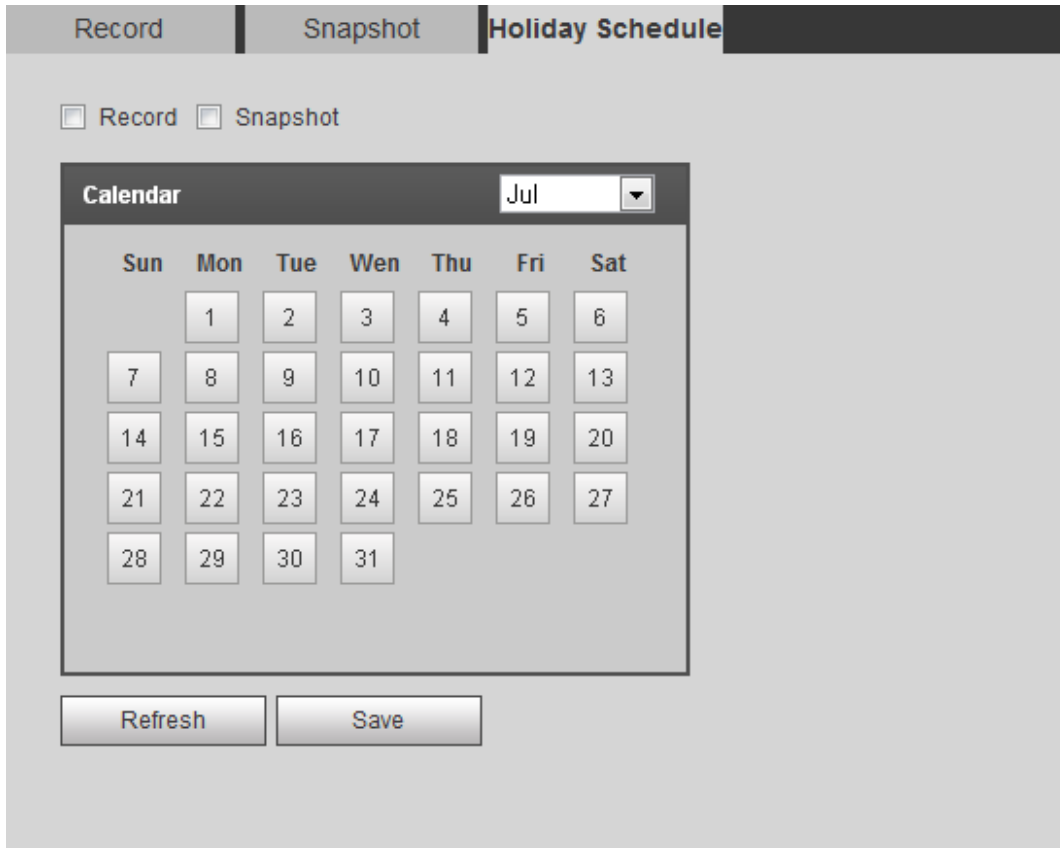 Record Snapshot Holiday Schedule
Record Snapshot
Calendar Jul
Sun Mon Tue Wen Thu Fri Sat
1 2 3 4 5 6
7 8 9 10 11 12 13
14 15 16 17 18 19 20
21 22 23 24 25 26 27
28 29 30 31
Refresh Save